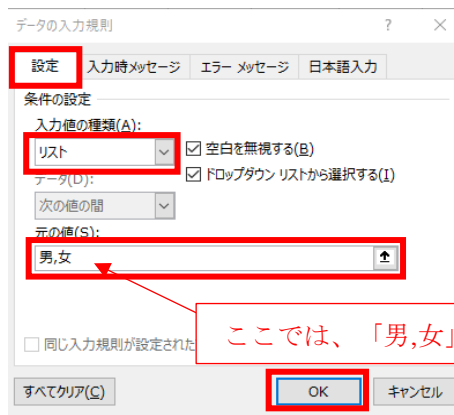 データの入力規則 ? ×
設定 入力時メッセージ エラー メッセージ 日本語入力
条件の設定
入力値の種類(A):
リスト ☑ 空白を無視する(B)
データ(D): ☑ ドロップダウン リストから選択する(I)
次の値の間
元の値(S):
男,女
ここでは、「男,女」
同じ入力規則が設定された
すべてクリア(C) OK キャンセル